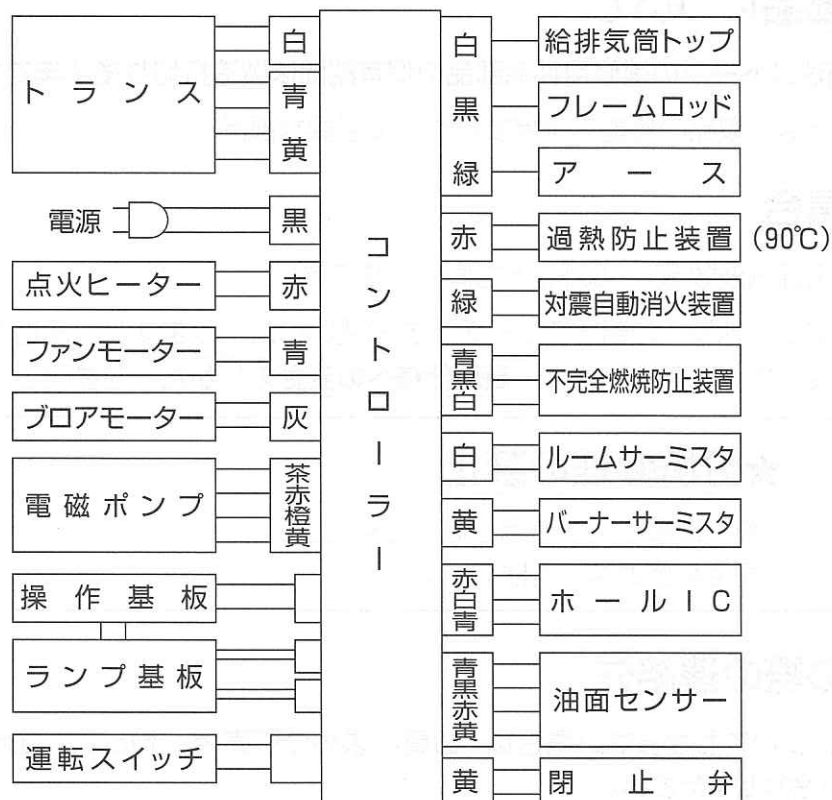 トランス
白
青
黄
電源
黒
点火ヒーター
赤
ファンモーター
青
ブロアモーター
灰
電磁ポンプ
茶
赤
橙
黄
操作基板
ランプ基板
運転スイッチ
コントローラー
白
給排気筒トップ
黒
フレームロッド
緑
アース
赤
過熱防止装置 (90℃)
緑
対震自動消火装置
青
黒
白
不完全燃焼防止装置
白
ルームサーミスタ
黄
バーナーサーミスタ
赤
白
青
ホールIC
青
黒
赤
黄
油面センサー
黄
閉止弁